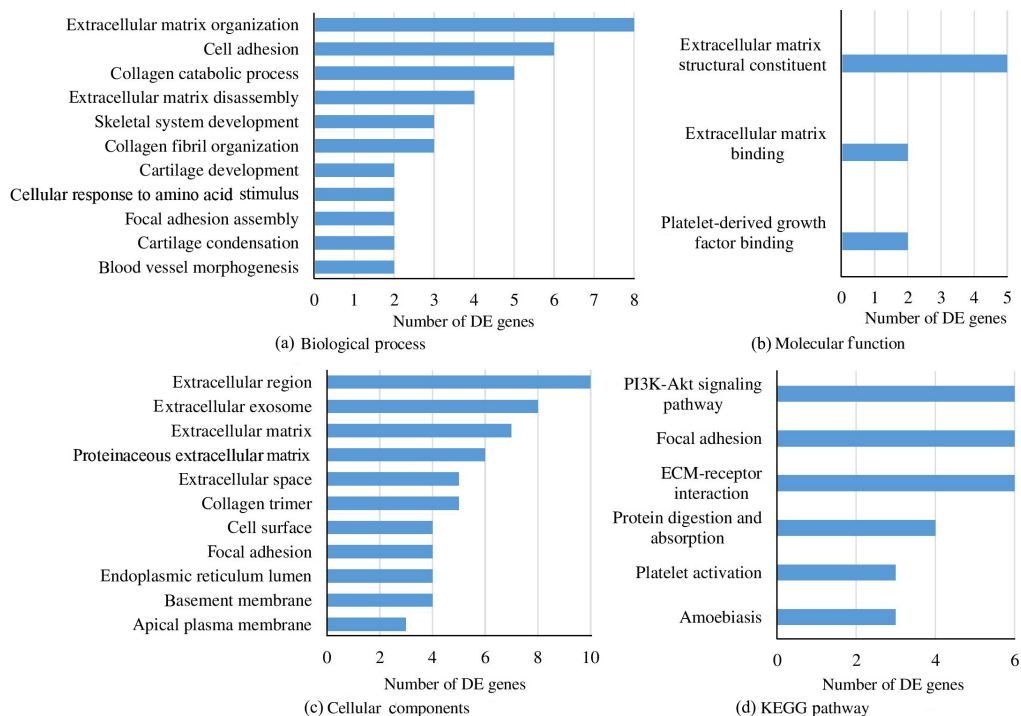 Extracellular matrix organization
Cell adhesion
Collagen catabolic process
Extracellular matrix disassembly
Skeletal system development
Collagen fibril organization
Cartilage development
Cellular response to amino acid stimulus
Focal adhesion assembly
Cartilage condensation
Blood vessel morphogenesis
0 1 2 3 4 5 6 7 8
Number of DE genes
(a) Biological process
Extracellular matrix
structural constituent
Extracellular matrix
binding
Platelet-derived growth
factor binding
0 1 2 3 4 5
Number of DE genes
(b) Molecular function
Extracellular region
Extracellular exosome
Extracellular matrix
Proteinaceous extracellular matrix
Extracellular space
Collagen trimer
Cell surface
Focal adhesion
Endoplasmic reticulum lumen
Basement membrane
Apical plasma membrane
0 2 4 6 8 10
Number of DE genes
(c) Cellular components
PI3K-Akt signaling
pathway
Focal adhesion
ECM-receptor
interaction
Protein digestion and
absorption
Platelet activation
Amoebiasis
0 2 4 6
Number of DE genes
(d) KEGG pathway